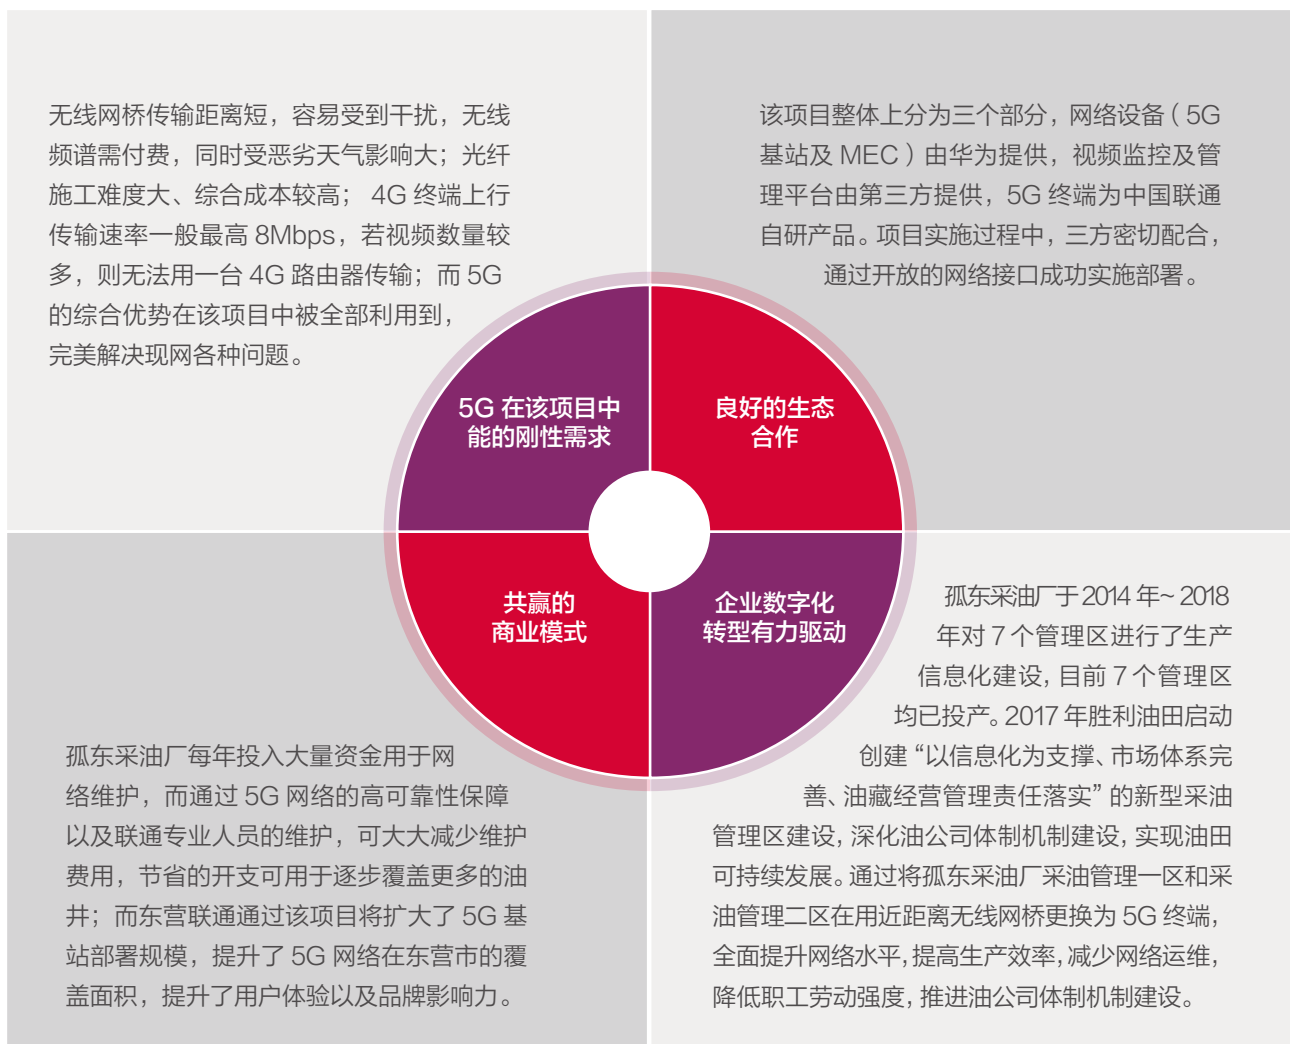 无线网桥传输距离短，容易受到干扰，无线
频谱需付费，同时受恶劣天气影响大；光纤
施工难度大、综合成本较高； 4G 终端上行
传输速率一般最高 8Mbps，若视频数量较
多，则无法用一台 4G 路由器传输；而 5G
的综合优势在该项目中被全部利用到，
完美解决现网各种问题。
该项目整体上分为三个部分，网络设备（ 5G
基站及 MEC ）由华为提供，视频监控及管
理平台由第三方提供，5G 终端为中国联通
自研产品。项目实施过程中，三方密切配合，
通过开放的网络接口成功实施部署。
5G 在该项目中
能的刚性需求
良好的生态
合作
共赢的
商业模式
企业数字化
转型有力驱动
孤东采油厂每年投入大量资金用于网
络维护，而通过 5G 网络的高可靠性保障
以及联通专业人员的维护，可大大减少维护
费用，节省的开支可用于逐步覆盖更多的油
井；而东营联通通过该项目将扩大了 5G 基
站部署规模，提升了 5G 网络在东营市的覆
盖面积，提升了用户体验以及品牌影响力。
孤东采油厂于 2014 年~ 2018
年对 7 个管理区进行了生产
信息化建设，目前 7 个管理区
均已投产。2017 年胜利油田启动
创建 “以信息化为支撑、市场体系完
善、油藏经营管理责任落实” 的新型采油
管理区建设，深化油公司体制机制建设，实现油田
可持续发展。通过将孤东采油厂采油管理一区和采
油管理二区在用近距离无线网桥更换为 5G 终端，
全面提升网络水平，提高生产效率，减少网络运维，
降低职工劳动强度，推进油公司体制机制建设。